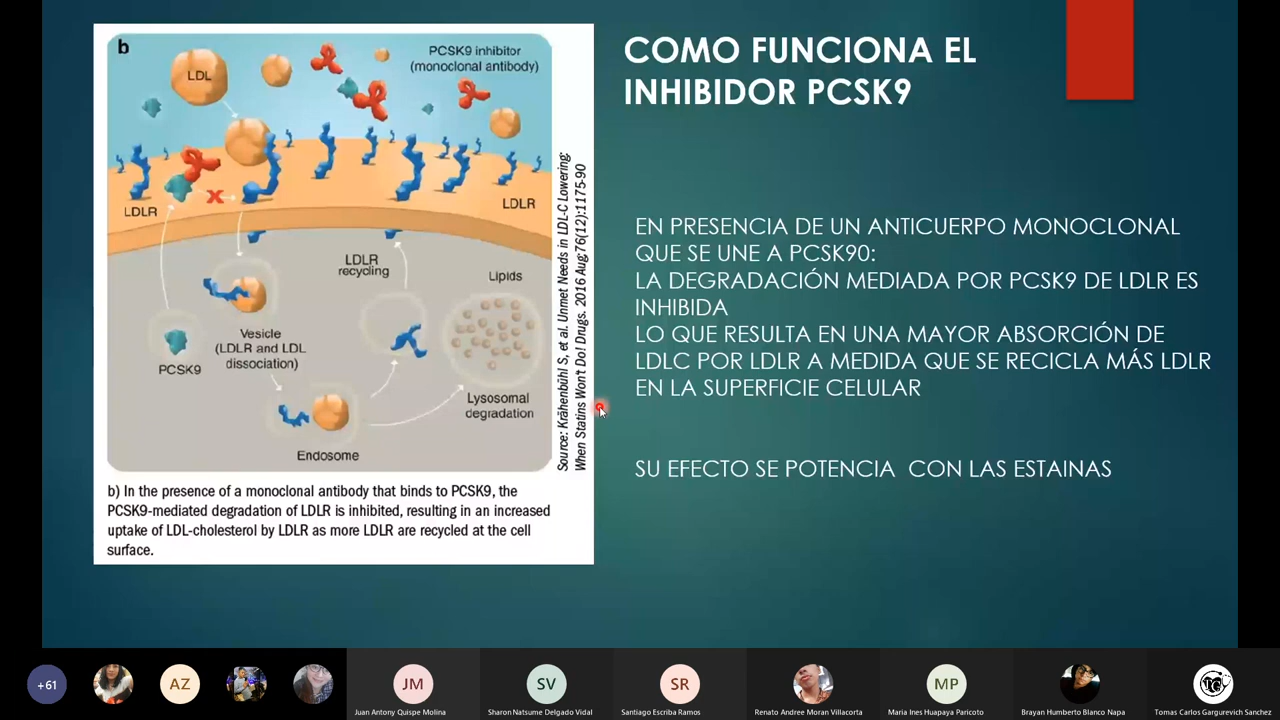 b
LDL
PCSK9 inhibitor
(monoclonal antibody)
LDLR
LDLR
LDLR
recycling
Lipids
Vesicle
(LDLR and LDL
dissociation)
PCSK9
Lysosomal
degradation
Endosome
Source: Krähenbühl S, et al. Unmet Needs in LDL-C Lowering:
When Statins Won't Do! Drugs. 2016 Aug;76(12):1175-90
b) In the presence of a monoclonal antibody that binds to PCSK9, the
PCSK9-mediated degradation of LDLR is inhibited, resulting in an increased
uptake of LDL-cholesterol by LDLR as more LDLR are recycled at the cell
surface.
COMO FUNCIONA EL
INHIBIDOR PCSK9
EN PRESENCIA DE UN ANTICUERPO MONOCLONAL
QUE SE UNE A PCSK90:
LA DEGRADACIÓN MEDIADA POR PCSK9 DE LDLR ES
INHIBIDA
LO QUE RESULTA EN UNA MAYOR ABSORCIÓN DE
LDLC POR LDLR A MEDIDA QUE SE RECICLA MÁS LDLR
EN LA SUPERFICIE CELULAR
SU EFECTO SE POTENCIA  CON LAS ESTAINAS
+61
AZ
JM
SV
SR
MP
Juan Antony Quispe Molina
Sharon Natsume Delgado Vidal
Santiago Escriba Ramos
Renato Andree Moran Villacorta
Maria Ines Huapaya Paricoto
Brayan Humberto Blanco Napa
Tomas Carlos Gargurevich Sanchez